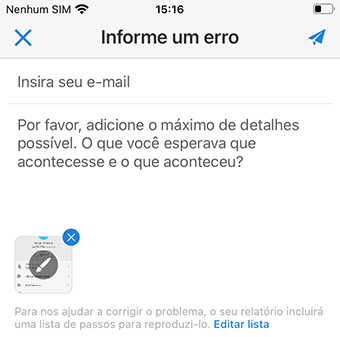 Nenhum SIM 15:16
Informe um erro
Insira seu e-mail
Por favor, adicione o máximo de detalhes
possível. O que você esperava que
acontecesse e o que aconteceu?
Para nos ajudar a corrigir o problema, o seu relatório incluirá
uma lista de passos para reproduzi-lo. Editar lista